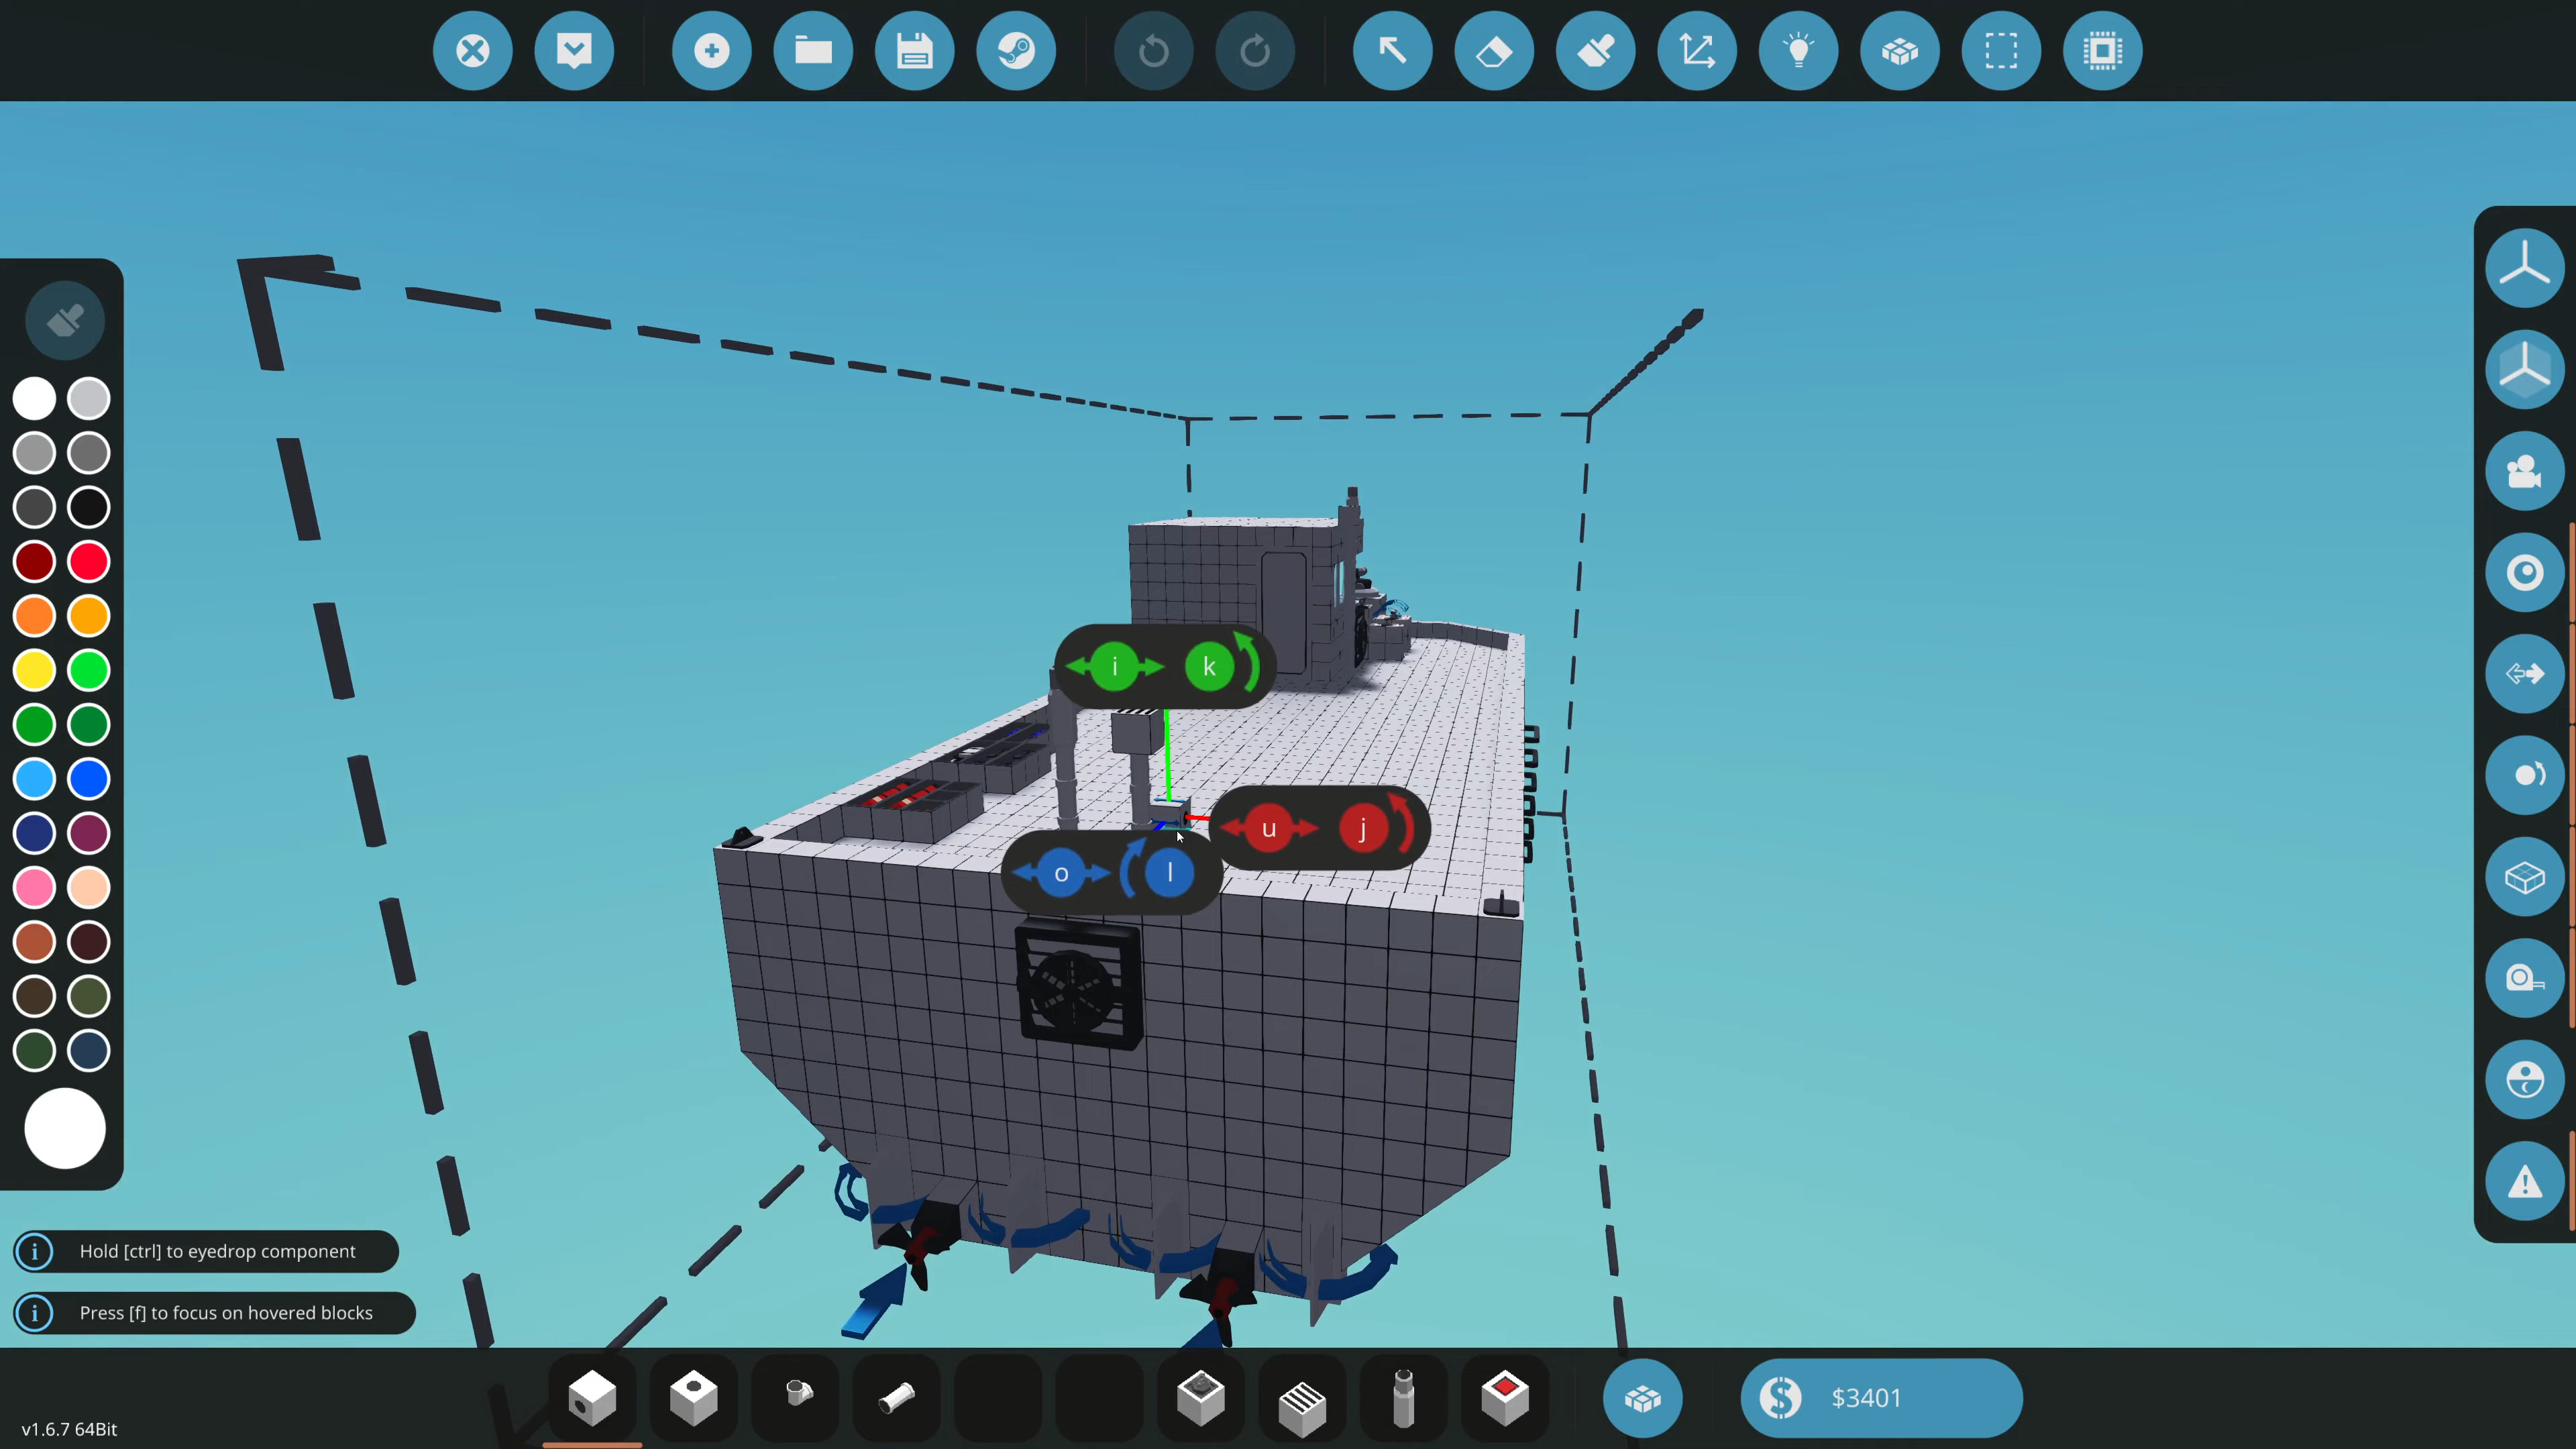 i k
u j
o l
Hold [ctrl] to eyedrop component
Press [f] to focus on hovered blocks
$3401
v1.6.7 64Bit